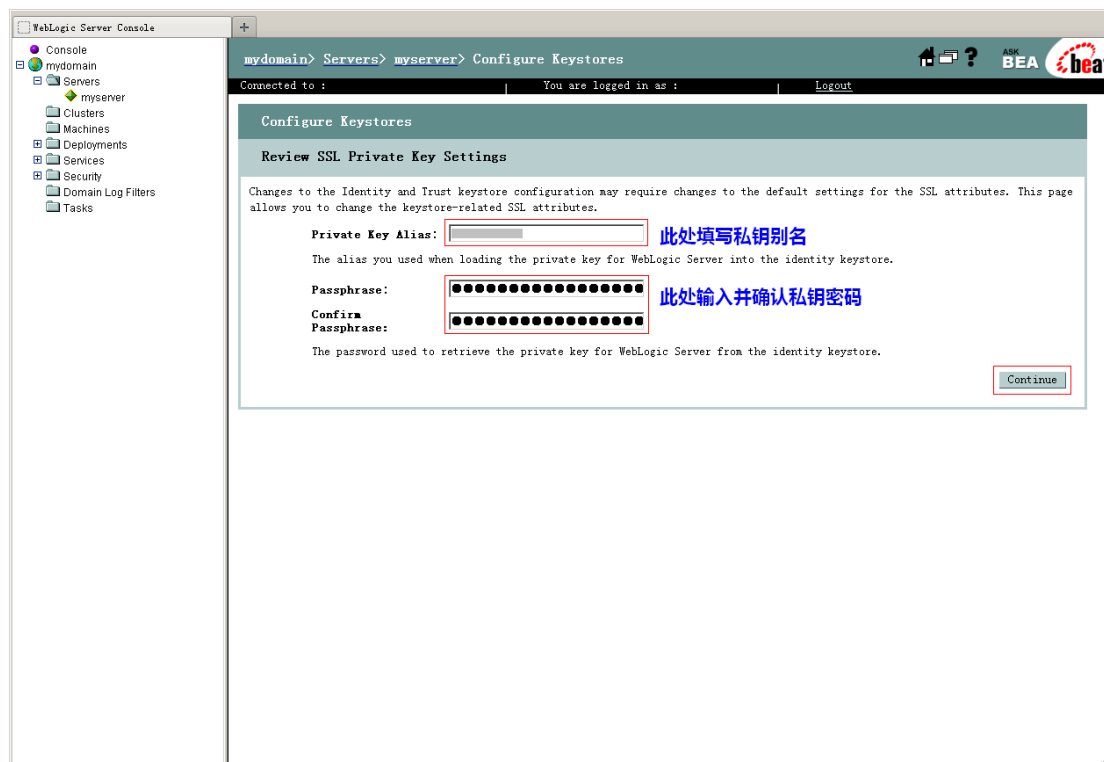 WebLogic Server Console
+
Console
mydomain
Servers
myserver
Clusters
Machines
Deployments
Services
Security
Domain Log Filters
Tasks
mydomain> Servers> myserver> Configure Keystores
?
ASK
BEA
bea
Connected to : You are logged in as : Logout
Configure Keystores
Review SSL Private Key Settings
Changes to the Identity and Trust keystore configuration may require changes to the default settings for the SSL attributes. This page
allows you to change the keystore-related SSL attributes.
Private Key Alias: 此处填写私钥别名
The alias you used when loading the private key for WebLogic Server into the identity keystore.
Passphrase: 此处输入并确认私钥密码
Confirm
Passphrase:
The password used to retrieve the private key for WebLogic Server from the identity keystore.
Continue